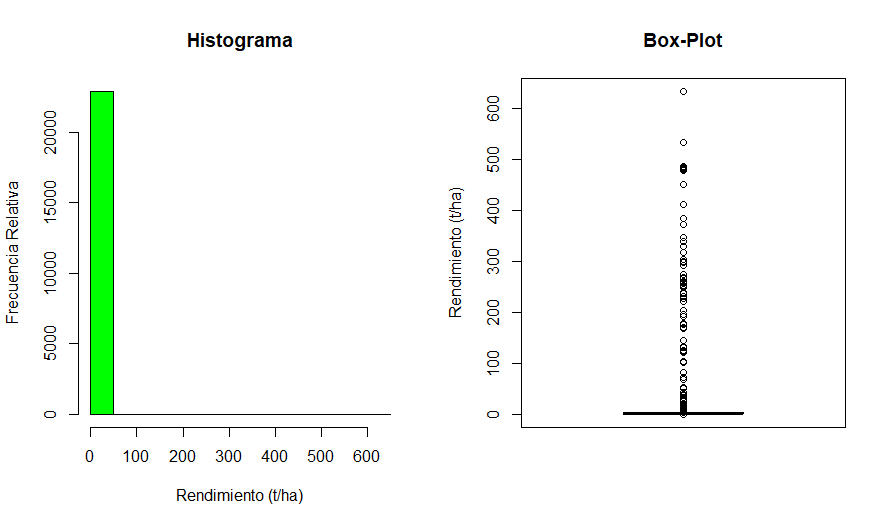 Histograma
Frecuencia Relativa
0
5000
10000
15000
20000
0 100 200 300 400 500 600
Rendimiento (t/ha)
Box-Plot
Rendimiento (t/ha)
0
100
200
300
400
500
600